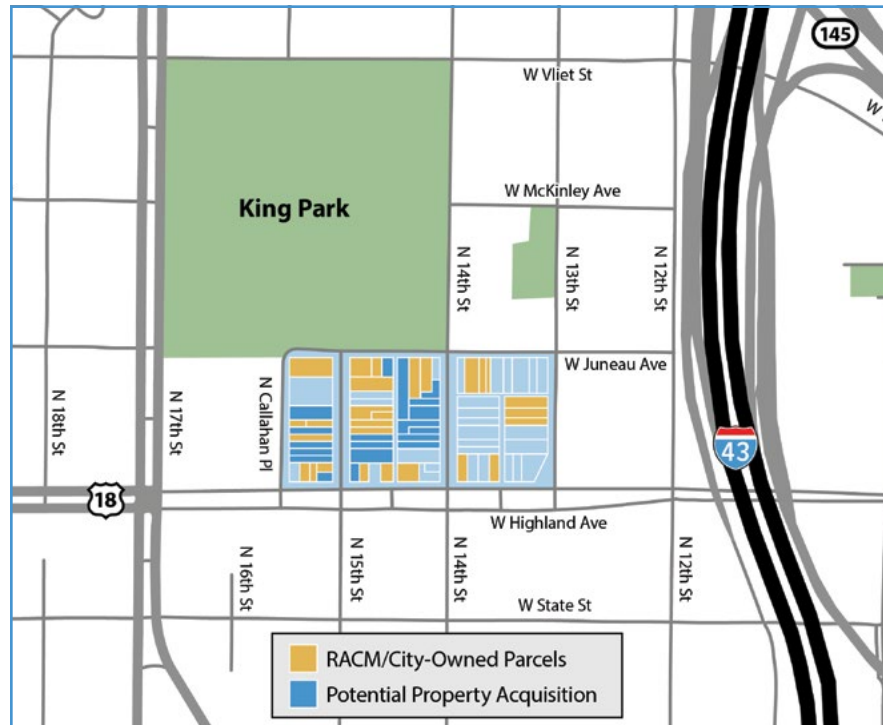 145
W Vliet St
W
W McKinley Ave
King Park
N 14th St
N 13th St
N 12th St
W Juneau Ave
N Callahan Pl
N 17th St
N 18th St
43
18
W Highland Ave
N 16th St
N 15th St
N 14th St
N 12th St
W State St
RACM/City-Owned Parcels
Potential Property Acquisition